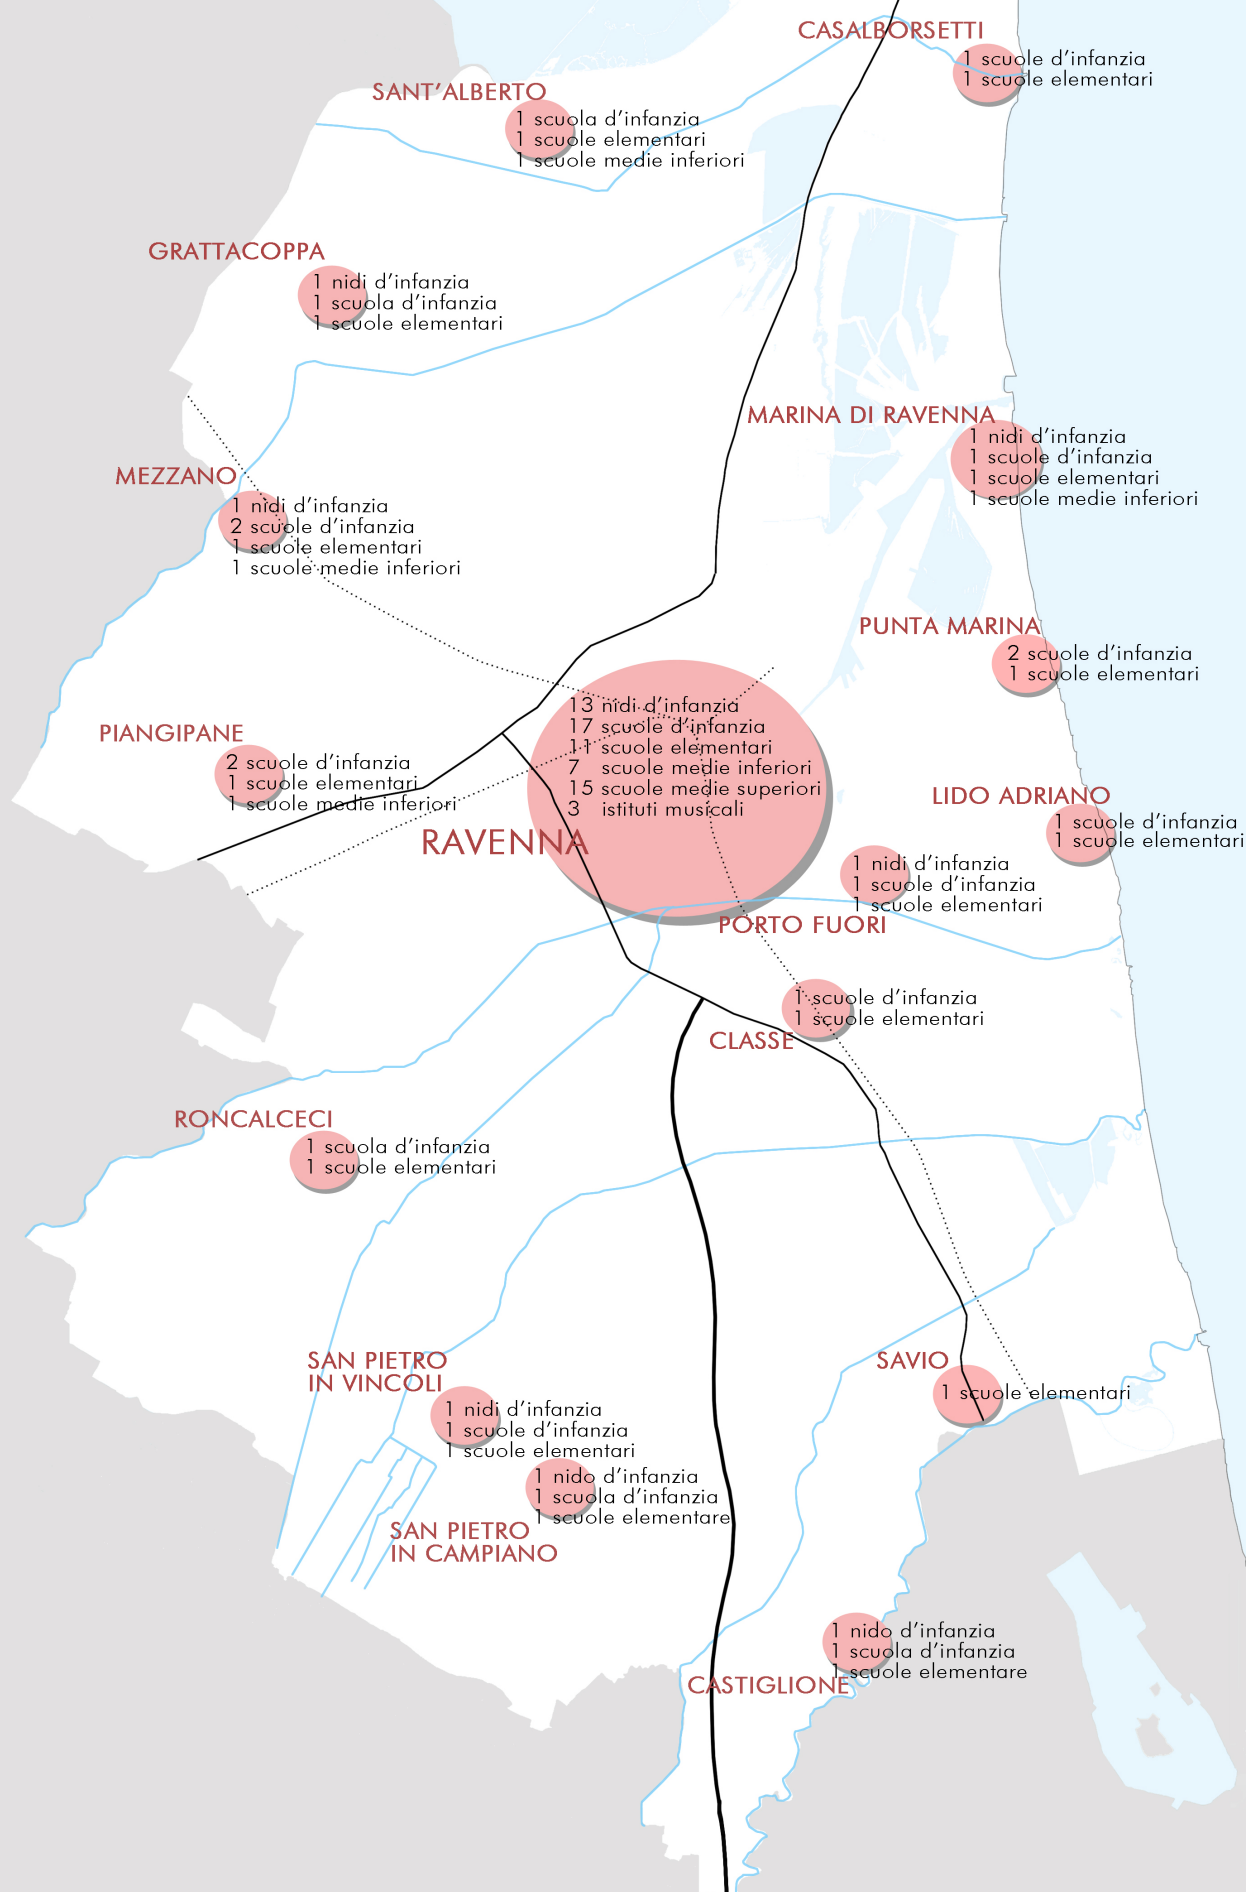 CASALBORSETTI
1 scuole d'infanzia
1 scuole elementari
SANT'ALBERTO
1 scuola d'infanzia
1 scuole elementari
1 scuole medie inferiori
GRATTACOPPA
1 nidi d'infanzia
1 scuola d'infanzia
1 scuole elementari
MARINA DI RAVENNA
1 nidi d'infanzia
1 scuole d'infanzia
1 scuole elementari
1 scuole medie inferiori
MEZZANO
1 nidi d'infanzia
2 scuole d'infanzia
1 scuole elementari
1 scuole medie inferiori
PUNTA MARINA
2 scuole d'infanzia
1 scuole elementari
13 nidi d'infanzia
17 scuole d'infanzia
11 scuole elementari
7 scuole medie inferiori
15 scuole medie superiori
3 istituti musicali
RAVENNA
PIANGIPANE
2 scuole d'infanzia
1 scuole elementari
1 scuole medie inferiori
LIDO ADRIANO
1 scuole d'infanzia
1 scuole elementari
1 nidi d'infanzia
1 scuole d'infanzia
1 scuole elementari
PORTO FUORI
1 scuole d'infanzia
1 scuole elementari
CLASSE
RONCALCECI
1 scuola d'infanzia
1 scuole elementari
SAN PIETRO
IN VINCOLI
1 nidi d'infanzia
1 scuole d'infanzia
1 scuole elementari
SAVIO
1 scuole elementari
1 nido d'infanzia
1 scuola d'infanzia
1 scuole elementare
SAN PIETRO
IN CAMPIANO
1 nido d'infanzia
1 scuola d'infanzia
1 scuole elementare
CASTIGLIONE